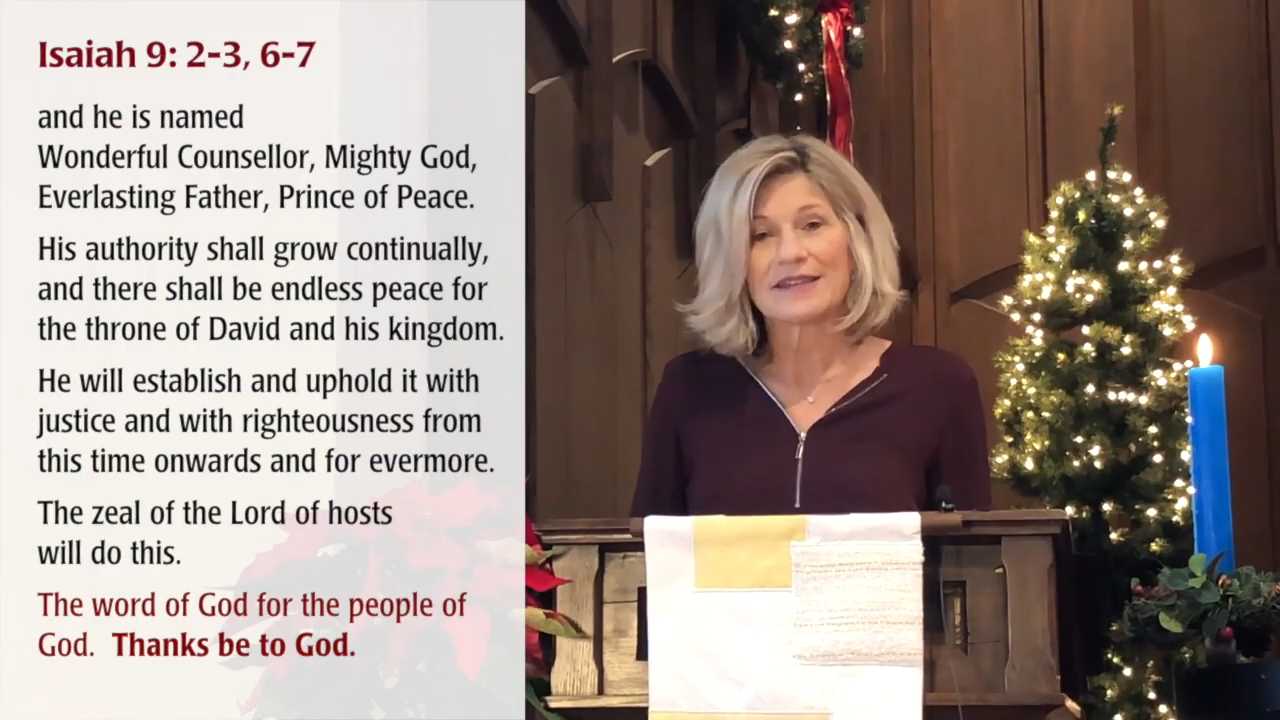 Isaiah 9: 2-3, 6-7
and he is named
Wonderful Counsellor, Mighty God,
Everlasting Father, Prince of Peace.
His authority shall grow continually,
and there shall be endless peace for
the throne of David and his kingdom.
He will establish and uphold it with
justice and with righteousness from
this time onwards and for evermore.
The zeal of the Lord of hosts
will do this.
The word of God for the people of
God. Thanks be to God.